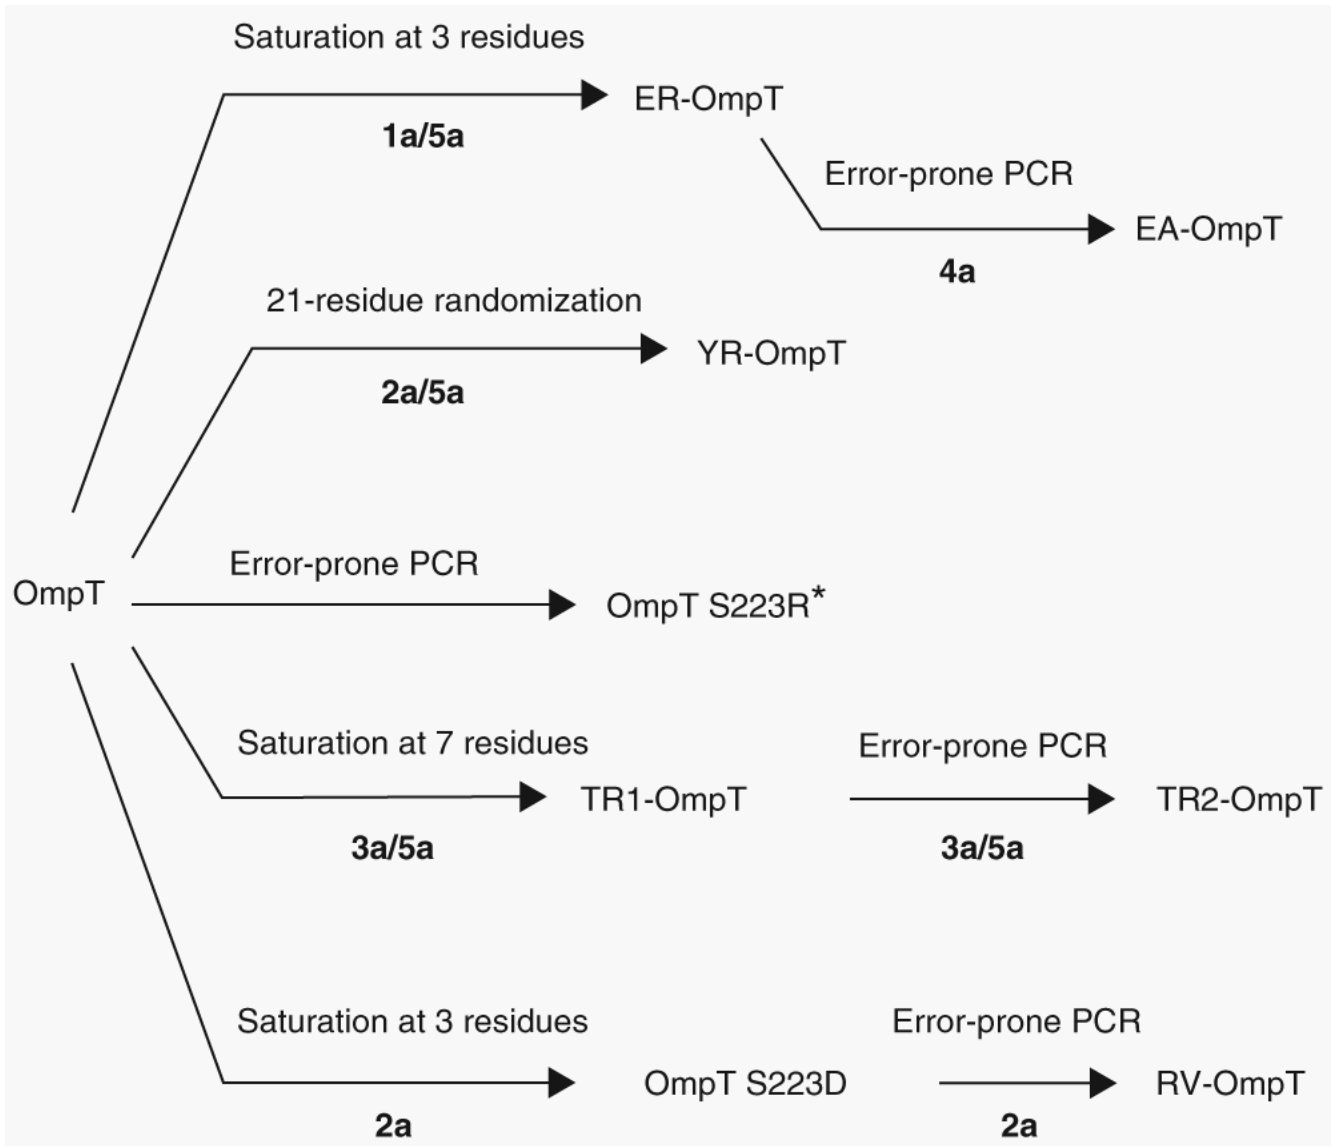 Saturation at 3 residues
ER-OmpT
1a/5a
Error-prone PCR
EA-OmpT
4a
21-residue randomization
YR-OmpT
2a/5a
Error-prone PCR
OmpT
OmpT S223R*
Saturation at 7 residues
Error-prone PCR
TR1-OmpT
TR2-OmpT
3a/5a
3a/5a
Saturation at 3 residues
Error-prone PCR
OmpT S223D
RV-OmpT
2a
2a